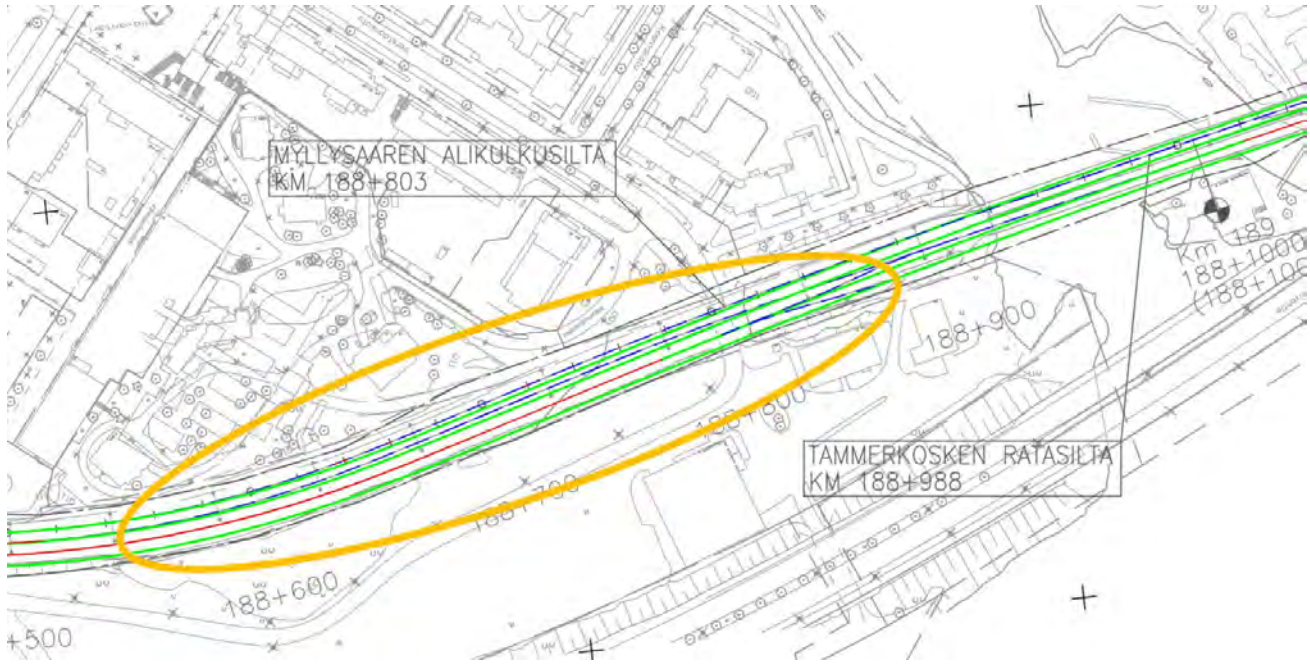 MYLLYSAAREN ALIKULKUSILTA
KM 188+803
188+900
Km 189
188+1000
(188+100
188+800
TAMMERKOSKEN RATASILTA
KM 188+988
188+700
188+600
+500